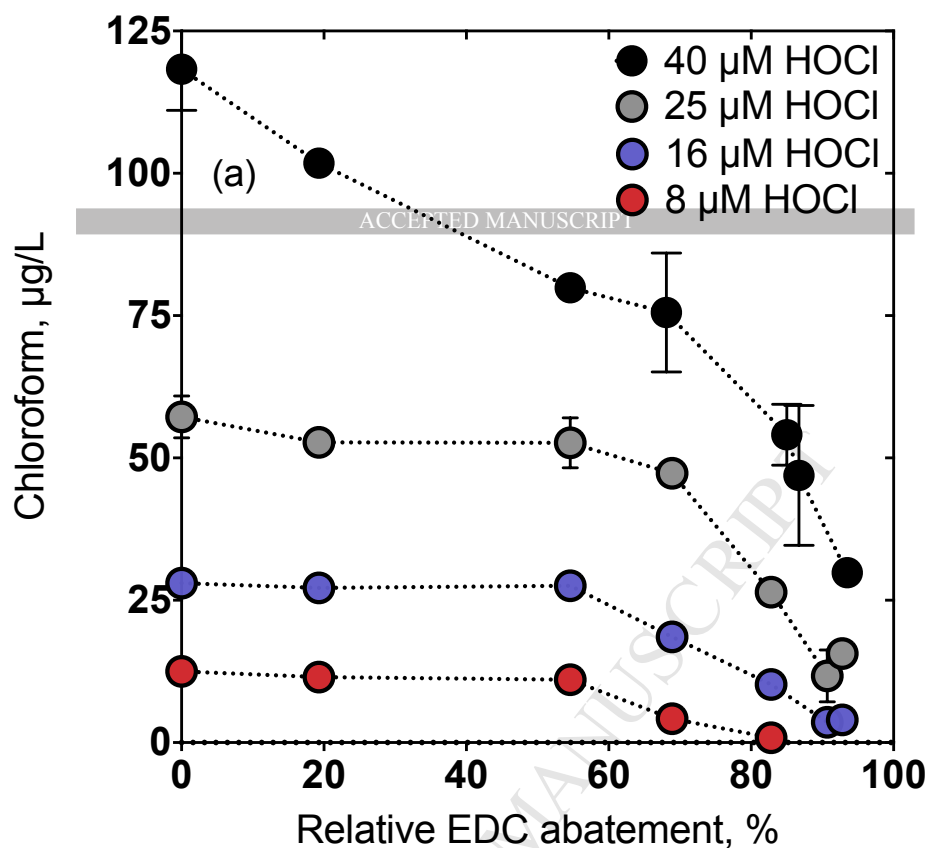 125
100
75
50
25
0
Chloroform, µg/L
(a)
40 µM HOCl
25 µM HOCl
16 µM HOCl
8 µM HOCl
ACCEPTED MANUSCRIPT
MANUSCRIPT
0 20 40 60 80 100
Relative EDC abatement, %